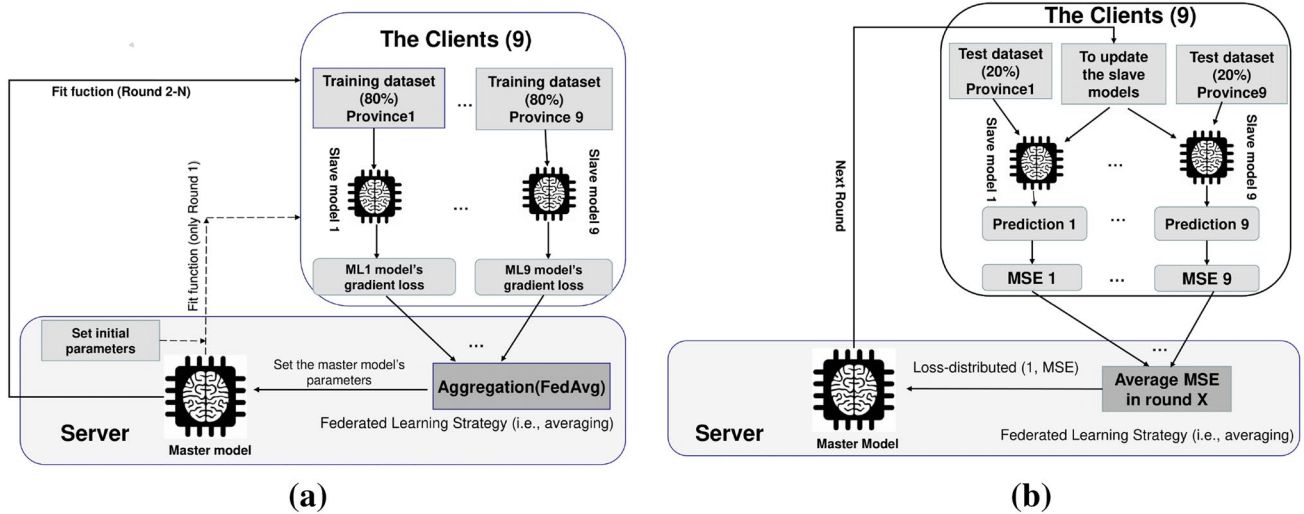 The Clients (9)
Training dataset
(80%)
Province1
...
Training dataset
(80%)
Province 9
Fit fuction (Round 2-N)
Slave model 1
...
Slave model 9
Fit function (only Round 1)
ML1 model's
gradient loss
ML9 model's
gradient loss
Set initial
parameters
...
Set the master model's
parameters
Aggregation(FedAvg)
Federated Learning Strategy (i.e., averaging)
Server
Master model
(a)
The Clients (9)
Test dataset
(20%)
Province1
To update
the slave
models
Test dataset
(20%)
Province9
Slave model 1
...
Slave model 9
Next Round
Prediction 1
...
Prediction 9
MSE 1
...
MSE 9
...
Loss-distributed (1, MSE)
Average MSE
in round X
Federated Learning Strategy (i.e., averaging)
Server
Master Model
(b)